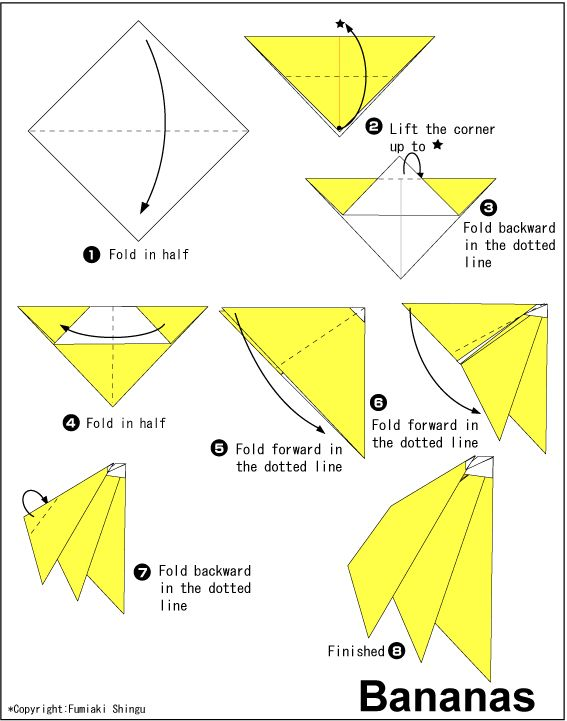 ❶ Fold in half
❷ Lift the corner
up to ★
❸
Fold backward
in the dotted
line
❹ Fold in half
❺ Fold forward in
the dotted line
❻
Fold forward in
the dotted line
❼ Fold backward
in the dotted
line
Finished ❽
Bananas
*Copyright:Fumiaki Shingu